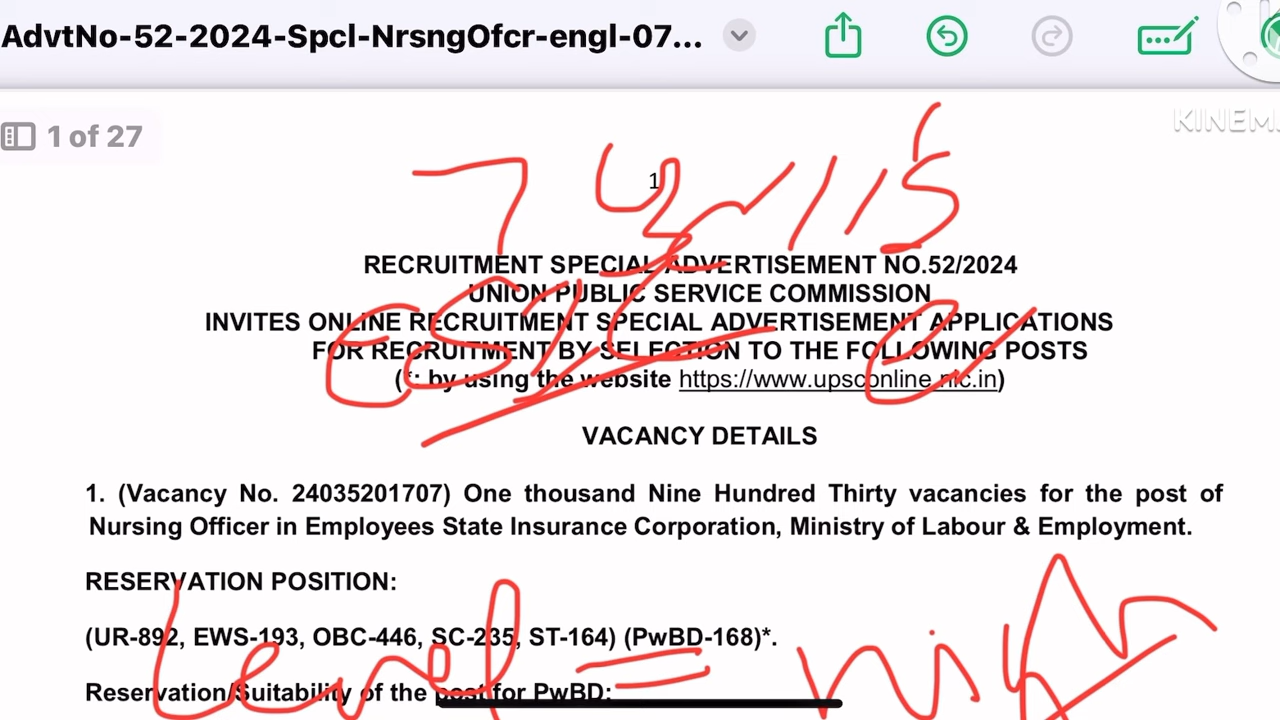 AdvtNo-52-2024-Spcl-NrsngOfcr-engl-07...
1 of 27
KINEM
1
RECRUITMENT SPECIAL ADVERTISEMENT NO.52/2024
UNION PUBLIC SERVICE COMMISSION
INVITES ONLINE RECRUITMENT SPECIAL ADVERTISEMENT APPLICATIONS
FOR RECRUITMENT BY SELECTION TO THE FOLLOWING POSTS
(*: by using the website https://www.upsconline.nic.in)
VACANCY DETAILS
1. (Vacancy No. 24035201707) One thousand Nine Hundred Thirty vacancies for the post of
Nursing Officer in Employees State Insurance Corporation, Ministry of Labour & Employment.
RESERVATION POSITION:
(UR-892, EWS-193, OBC-446, SC-235, ST-164) (PwBD-168)*.
Reservation/Suitability of the post for PwBD:
Level = high